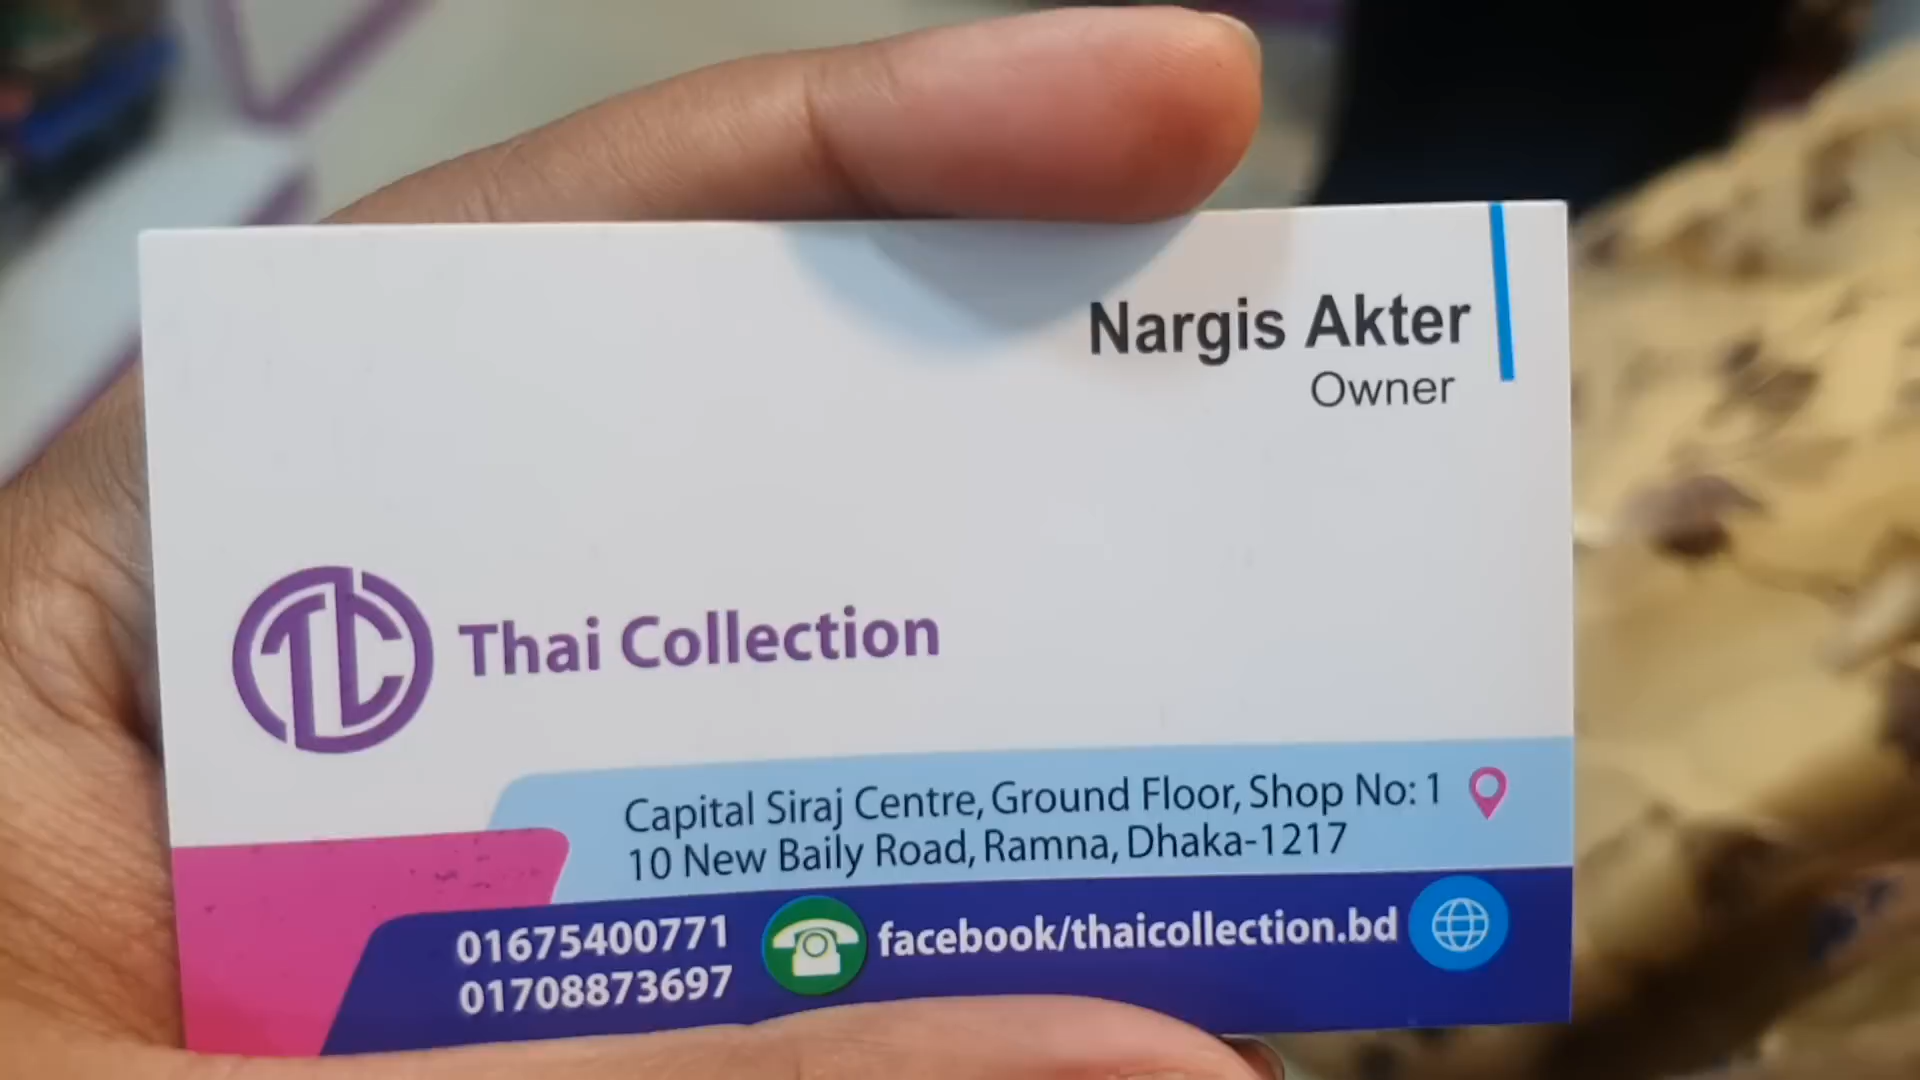 Nargis Akter
Owner
TC
Thai Collection
Capital Siraj Centre, Ground Floor, Shop No: 1
10 New Baily Road, Ramna, Dhaka-1217
01675400771
01708873697
facebook/thaicollection.bd